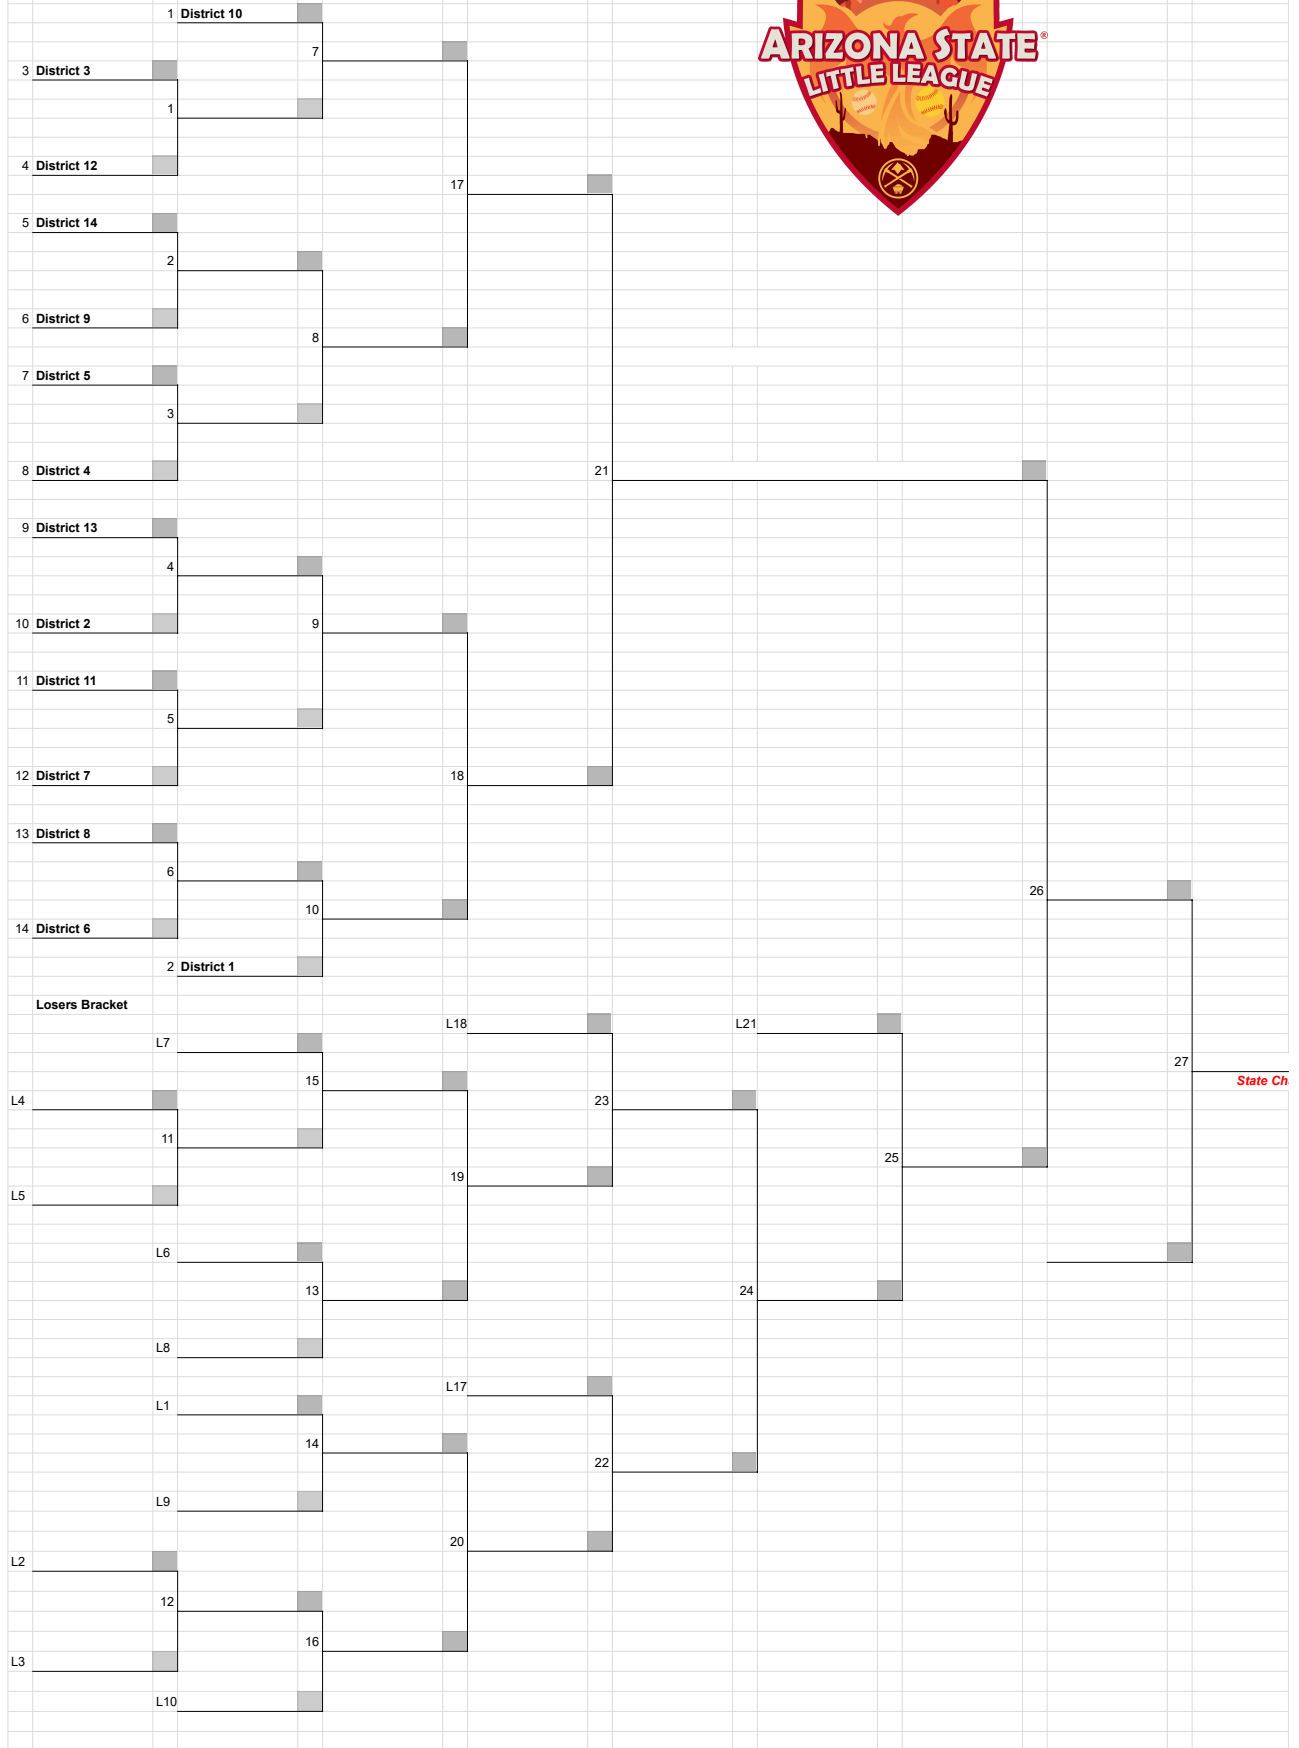 1 District 10
ARIZONA STATE®
LITTLE LEAGUE
7
3 District 3
1
4 District 12
17
5 District 14
2
6 District 9
8
7 District 5
3
8 District 4
21
9 District 13
4
10 District 2
9
11 District 11
5
12 District 7
18
13 District 8
6
26
10
14 District 6
2 District 1
Losers Bracket
L18
L21
L7
27
15
State Ch
L4
23
11
25
19
L5
L6
13
24
L8
L17
L1
14
22
L9
20
L2
12
16
L3
L10